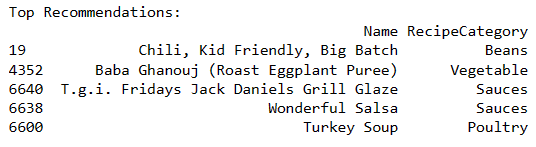 Top Recommendations:
Name RecipeCategory
19 Chili, Kid Friendly, Big Batch Beans
4352 Baba Ghanouj (Roast Eggplant Puree) Vegetable
6640 T.g.i. Fridays Jack Daniels Grill Glaze Sauces
6638 Wonderful Salsa Sauces
6600 Turkey Soup Poultry